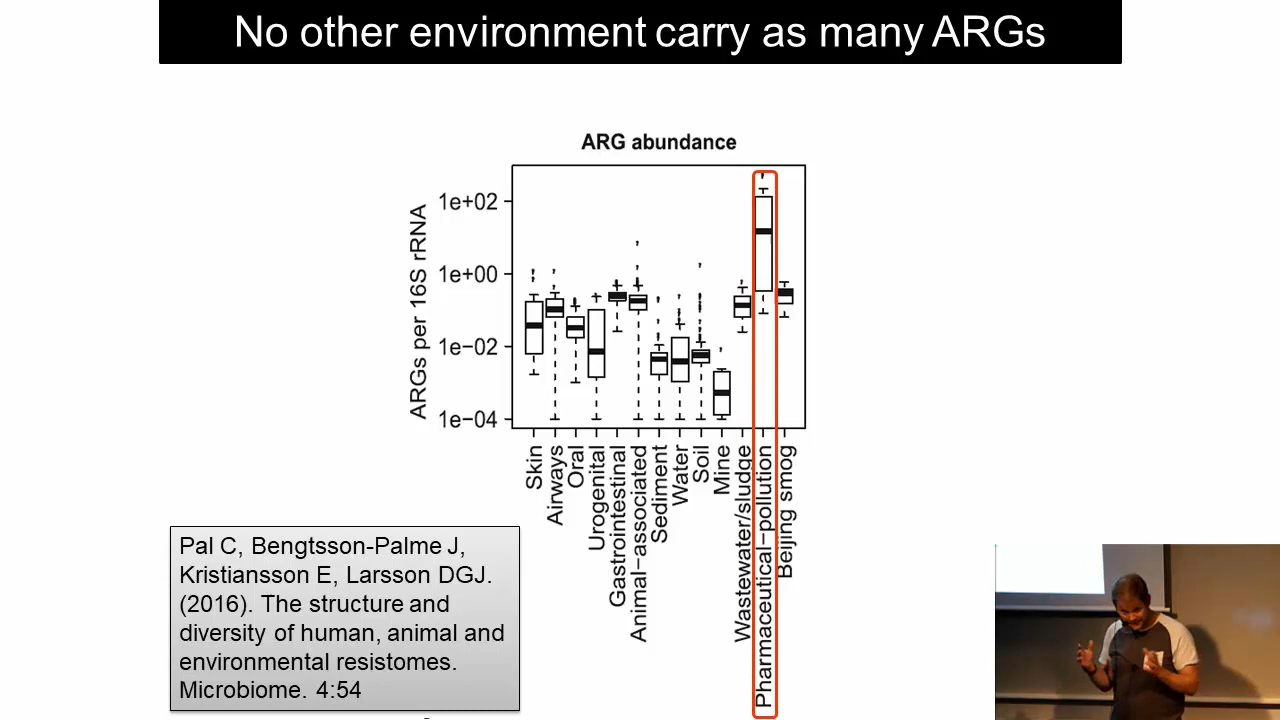 No other environment carry as many ARGs
ARG abundance
ARGs per 16S rRNA
1e+02
1e+00
1e−02
1e−04
Skin
Airways
Oral
Urogenital
Gastrointestinal
Animal−associated
Sediment
Water
Soil
Mine
Wastewater/sludge
Pharmaceutical−pollution
Beijing smog
Pal C, Bengtsson-Palme J,
Kristiansson E, Larsson DGJ.
(2016). The structure and
diversity of human, animal and
environmental resistomes.
Microbiome. 4:54